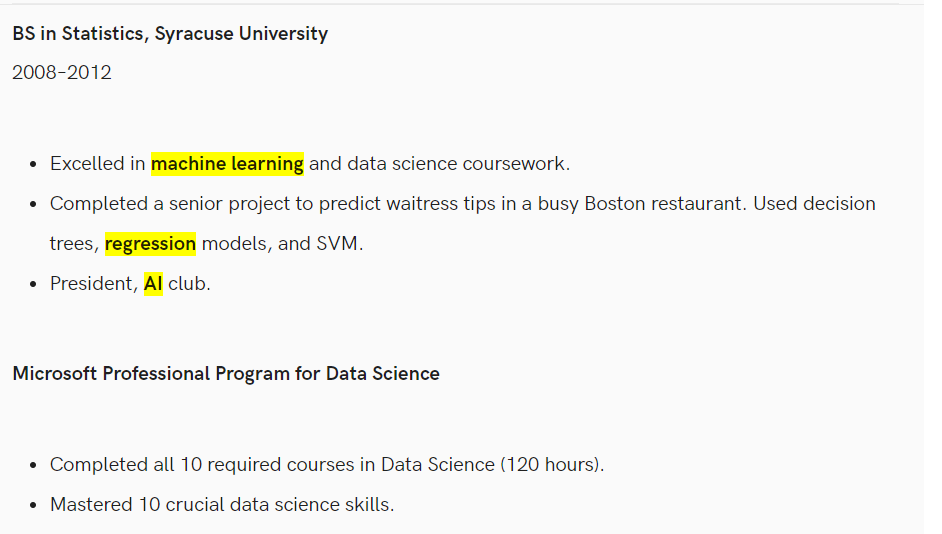 BS in Statistics, Syracuse University
2008–2012
• Excelled in machine learning and data science coursework.
• Completed a senior project to predict waitress tips in a busy Boston restaurant. Used decision
trees, regression models, and SVM.
• President, AI club.
Microsoft Professional Program for Data Science
• Completed all 10 required courses in Data Science (120 hours).
• Mastered 10 crucial data science skills.